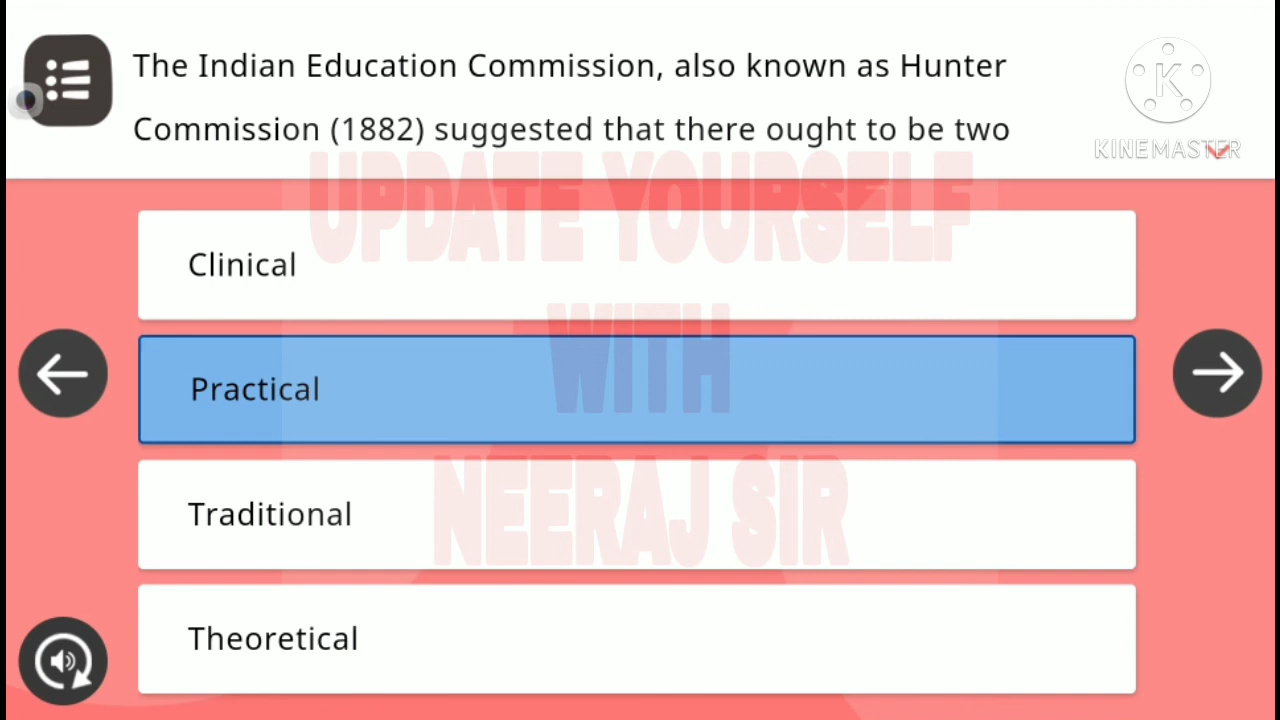 The Indian Education Commission, also known as Hunter
Commission (1882) suggested that there ought to be two
KINEMASTER
UPDATE YOURSELF
WITH
NEERAJ SIR
Clinical
Practical
Traditional
Theoretical